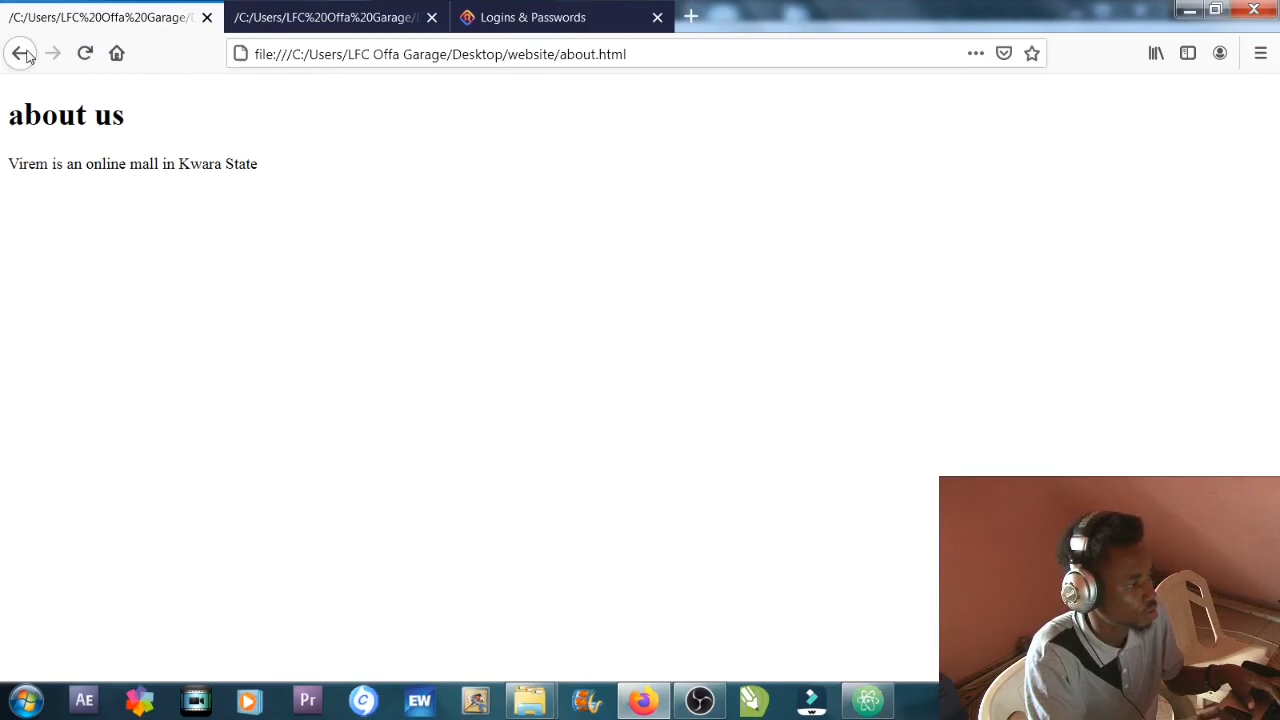 /C:/Users/LFC%20Offa%20Garage/D
/C:/Users/LFC%20Offa%20Garage/D
Logins & Passwords
file:///C:/Users/LFC Offa Garage/Desktop/website/about.html
about us
Virem is an online mall in Kwara State
AE
Pr
EW